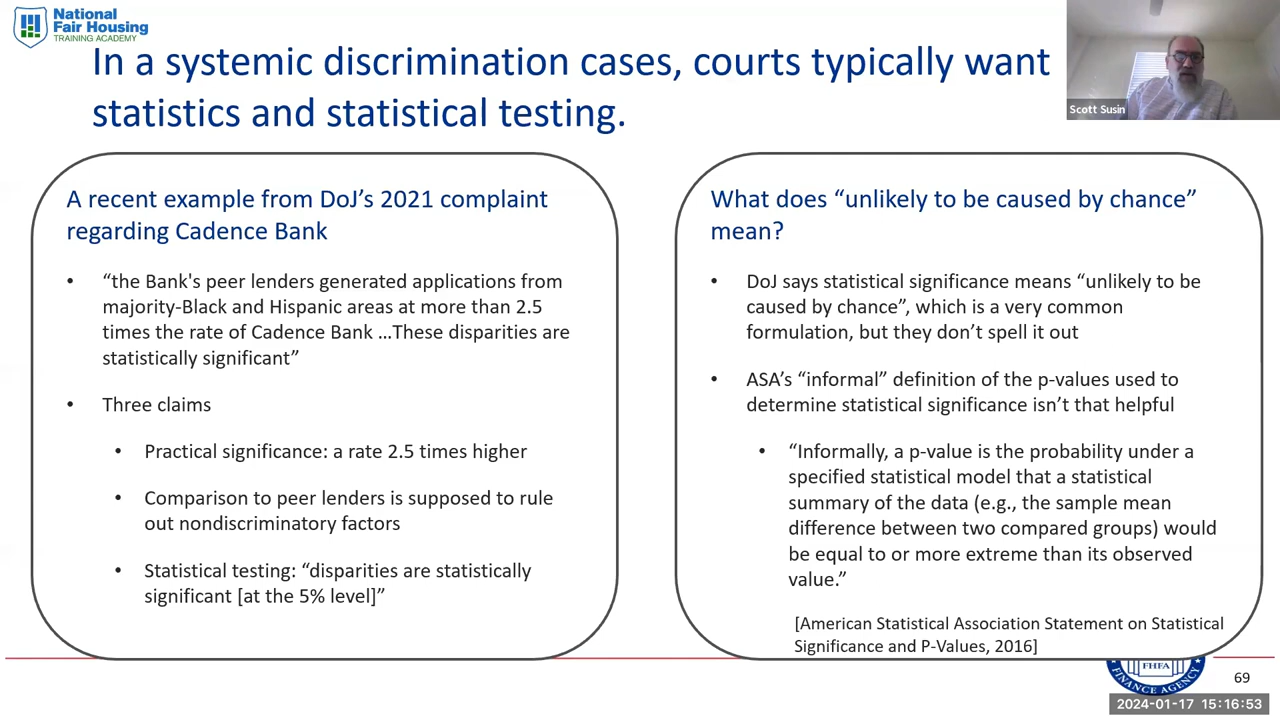 National
Fair Housing
TRAINING ACADEMY
In a systemic discrimination cases, courts typically want
statistics and statistical testing.
Scott Susin
A recent example from DoJ’s 2021 complaint
regarding Cadence Bank
• “the Bank's peer lenders generated applications from
majority-Black and Hispanic areas at more than 2.5
times the rate of Cadence Bank …These disparities are
statistically significant”
• Three claims
• Practical significance: a rate 2.5 times higher
• Comparison to peer lenders is supposed to rule
out nondiscriminatory factors
• Statistical testing: “disparities are statistically
significant [at the 5% level]”
What does “unlikely to be caused by chance”
mean?
• DoJ says statistical significance means “unlikely to be
caused by chance”, which is a very common
formulation, but they don’t spell it out
• ASA’s “informal” definition of the p-values used to
determine statistical significance isn’t that helpful
• “Informally, a p-value is the probability under a
specified statistical model that a statistical
summary of the data (e.g., the sample mean
difference between two compared groups) would
be equal to or more extreme than its observed
value.”
[American Statistical Association Statement on Statistical
Significance and P-Values, 2016]
FHFA
FINANCE AGENCY
69
2024-01-17 15:16:53